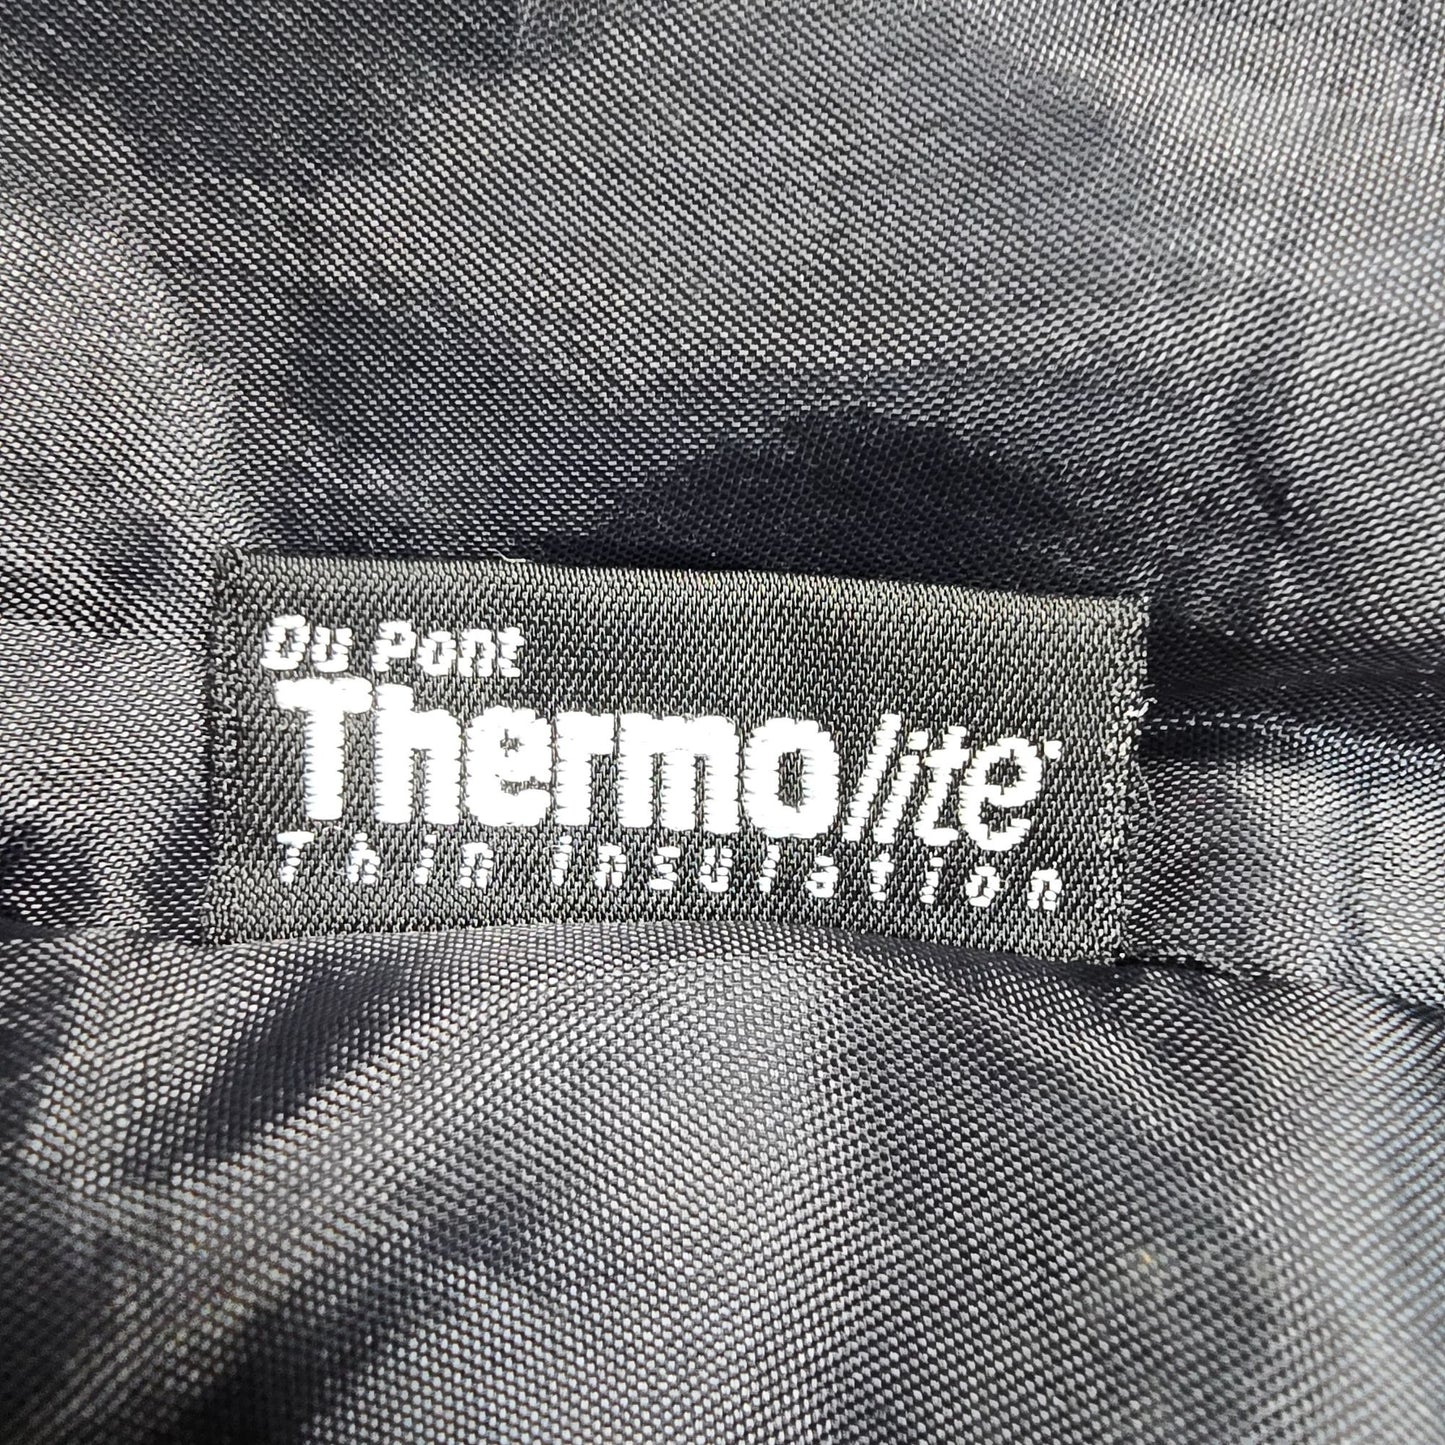 Du Pont
Thermolite
Thin insulation